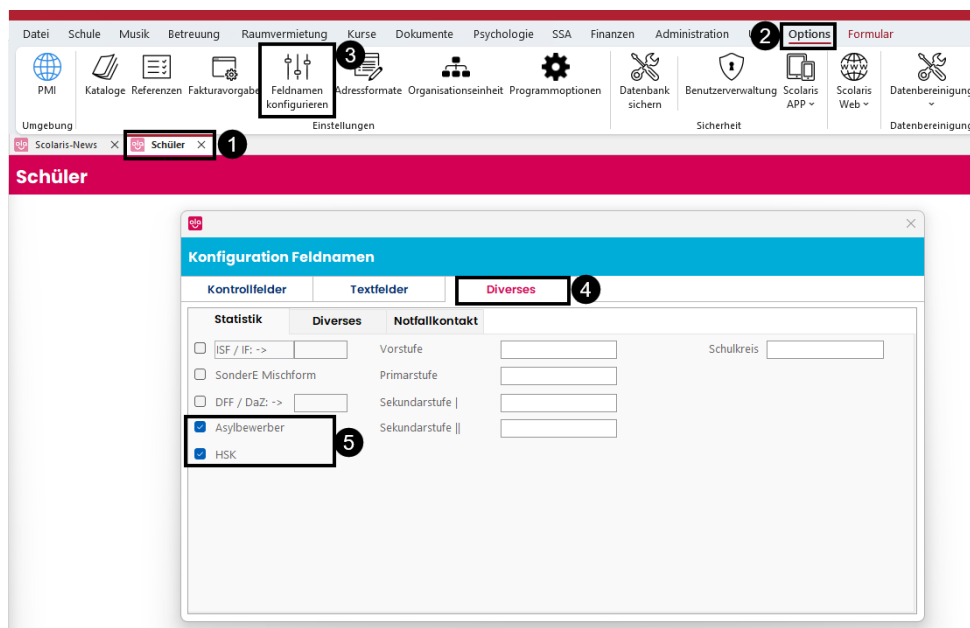 Datei Schule Musik Betreuung Raumvermietung Kurse Dokumente Psychologie SSA Finanzen Administration 2 Options Formular
3
PMI Kataloge Referenzen Fakturavorgabe Feldnamen konfigurieren Adressformate Organisationseinheit Programmoptionen Datenbank sichern Benutzerverwaltung Scolaris APP Scolaris Web Datenbereinigung
Umgebung Einstellungen Sicherheit Datenbereinigung
Scolaris-News Schüler 1
Schüler
Konfiguration Feldnamen
Kontrollfelder Textfelder Diverses 4
Statistik Diverses Notfallkontakt
ISF / IF: -> Vorstufe Schulkreis
SonderE Mischform Primarstufe
DFF / DaZ: -> Sekundarstufe |
Asylbewerber Sekundarstufe ||
5
HSK